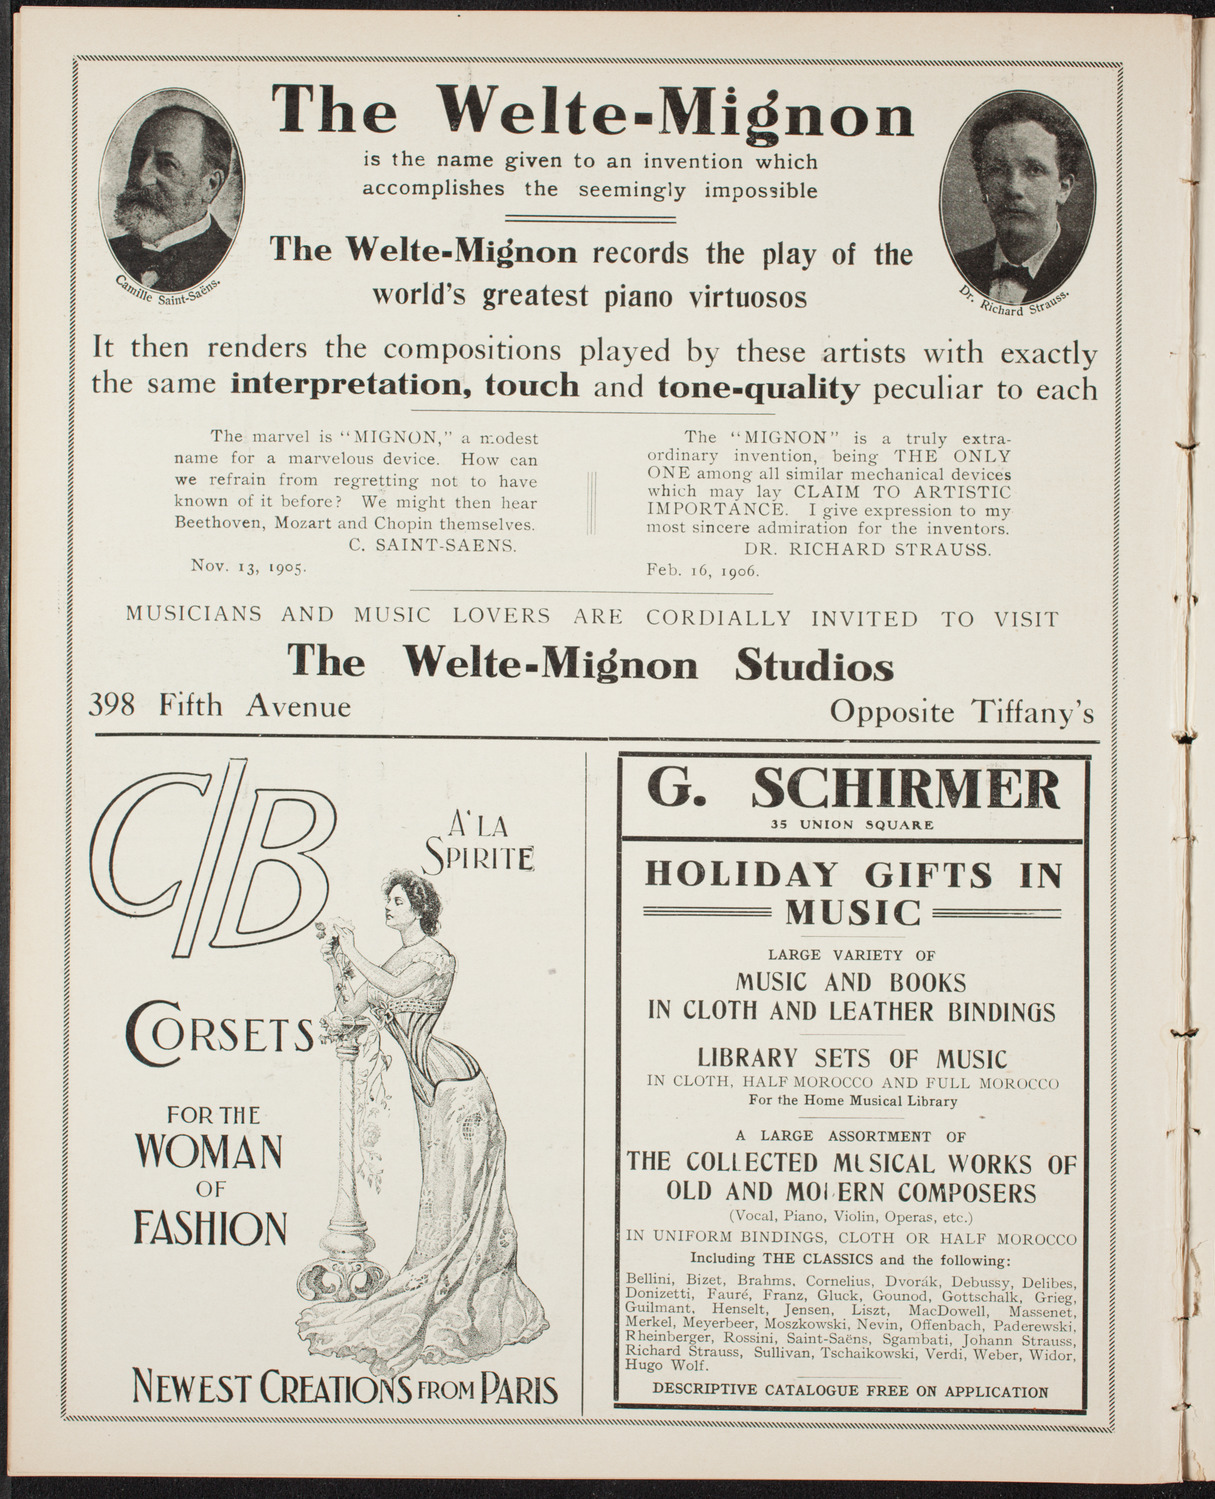 The Welte-Mignon
is the name given to an invention which
accomplishes the seemingly impossible
Camille Saint-Saëns.
Dr. Richard Strauss.
The Welte-Mignon records the play of the
world's greatest piano virtuosos
It then renders the compositions played by these artists with exactly
the same interpretation, touch and tone-quality peculiar to each
The marvel is "MIGNON," a modest
name for a marvelous device. How can
we refrain from regretting not to have
known of it before? We might then hear
Beethoven, Mozart and Chopin themselves.
C. SAINT-SAENS.
Nov. 13, 1905.
The "MIGNON" is a truly extra-
ordinary invention, being THE ONLY
ONE among all similar mechanical devices
which may lay CLAIM TO ARTISTIC
IMPORTANCE. I give expression to my
most sincere admiration for the inventors.
DR. RICHARD STRAUSS.
Feb. 16, 1906.
MUSICIANS AND MUSIC LOVERS ARE CORDIALLY INVITED TO VISIT
The Welte-Mignon Studios
398 Fifth Avenue Opposite Tiffany's
C/B
A' LA
SPIRITE
CORSETS
FOR THE
WOMAN
OF
FASHION
NEWEST CREATIONS FROM PARIS
G. SCHIRMER
35 UNION SQUARE
HOLIDAY GIFTS IN
MUSIC
LARGE VARIETY OF
MUSIC AND BOOKS
IN CLOTH AND LEATHER BINDINGS
LIBRARY SETS OF MUSIC
IN CLOTH, HALF MOROCCO AND FULL MOROCCO
For the Home Musical Library
A LARGE ASSORTMENT OF
THE COLLECTED MUSICAL WORKS OF
OLD AND MODERN COMPOSERS
(Vocal, Piano, Violin, Operas, etc.)
IN UNIFORM BINDINGS, CLOTH OR HALF MOROCCO
Including THE CLASSICS and the following:
Bellini, Bizet, Brahms, Cornelius, Dvorák, Debussy, Delibes,
Donizetti, Fauré, Franz, Gluck, Gounod, Gottschalk, Grieg,
Guilmant, Henselt, Jensen, Liszt, MacDowell, Massenet,
Merkel, Meyerbeer, Moszkowski, Nevin, Offenbach, Paderewski,
Rheinberger, Rossini, Saint-Saëns, Sgambati, Johann Strauss,
Richard Strauss, Sullivan, Tschaikowski, Verdi, Weber, Widor,
Hugo Wolf.
DESCRIPTIVE CATALOGUE FREE ON APPLICATION